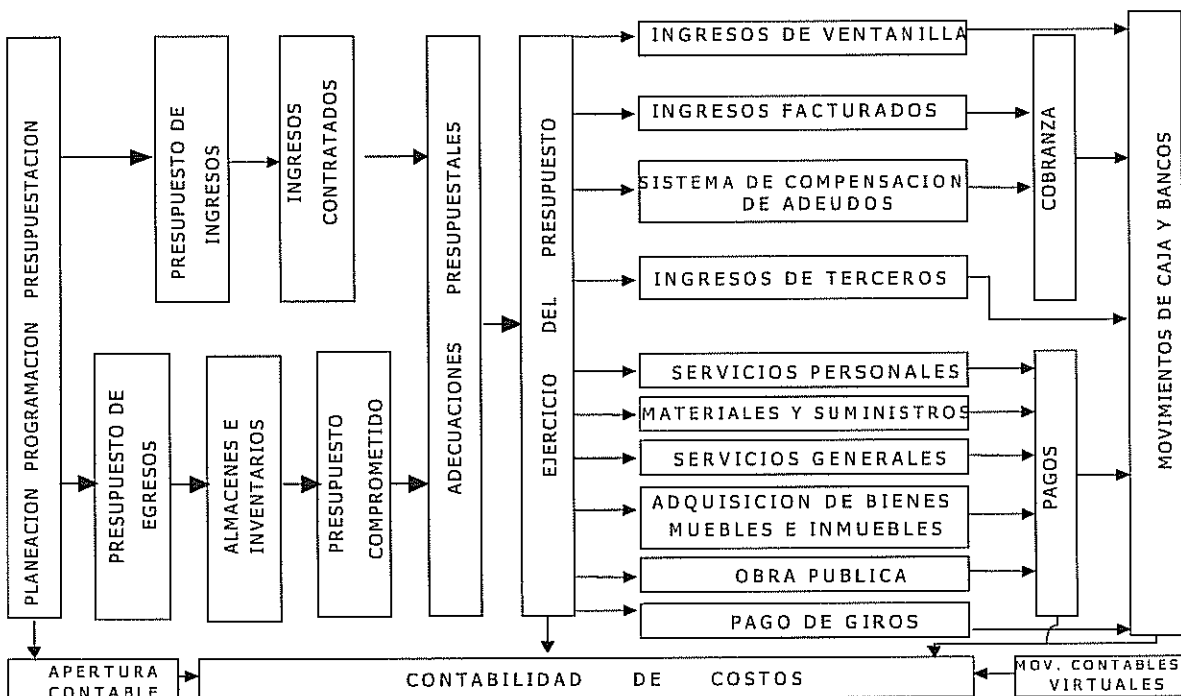 PLANEACION PROGRAMACION PRESUPUESTACION
PRESUPUESTO DE
INGRESOS
INGRESOS
CONTRATADOS
PRESUPUESTO DE
EGRESOS
ALMACENES E
INVENTARIOS
PRESUPUESTO
COMPROMETIDO
ADECUACIONES PRESUPUESTALES
EJERCICIO DEL PRESUPUESTO
INGRESOS DE VENTANILLA
INGRESOS FACTURADOS
SISTEMA DE COMPENSACION
DE ADEUDOS
INGRESOS DE TERCEROS
SERVICIOS PERSONALES
MATERIALES Y SUMINISTROS
SERVICIOS GENERALES
ADQUISICION DE BIENES
MUEBLES E INMUEBLES
OBRA PUBLICA
PAGO DE GIROS
COBRANZA
PAGOS
MOVIMIENTOS DE CAJA Y BANCOS
APERTURA
CONTABLE
CONTABILIDAD DE COSTOS
MOV. CONTABLES
VIRTUALES